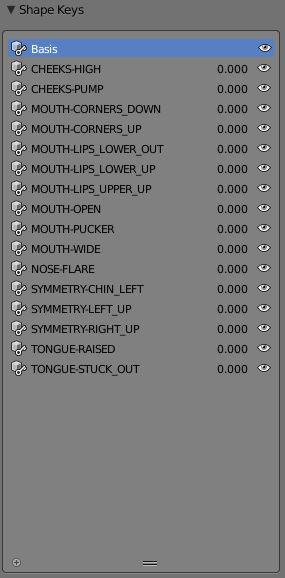 Shape Keys
Basis
CHEEKS-HIGH 0.000
CHEEKS-PUMP 0.000
MOUTH-CORNERS_DOWN 0.000
MOUTH-CORNERS_UP 0.000
MOUTH-LIPS_LOWER_OUT 0.000
MOUTH-LIPS_LOWER_UP 0.000
MOUTH-LIPS_UPPER_UP 0.000
MOUTH-OPEN 0.000
MOUTH-PUCKER 0.000
MOUTH-WIDE 0.000
NOSE-FLARE 0.000
SYMMETRY-CHIN_LEFT 0.000
SYMMETRY-LEFT_UP 0.000
SYMMETRY-RIGHT_UP 0.000
TONGUE-RAISED 0.000
TONGUE-STUCK_OUT 0.000